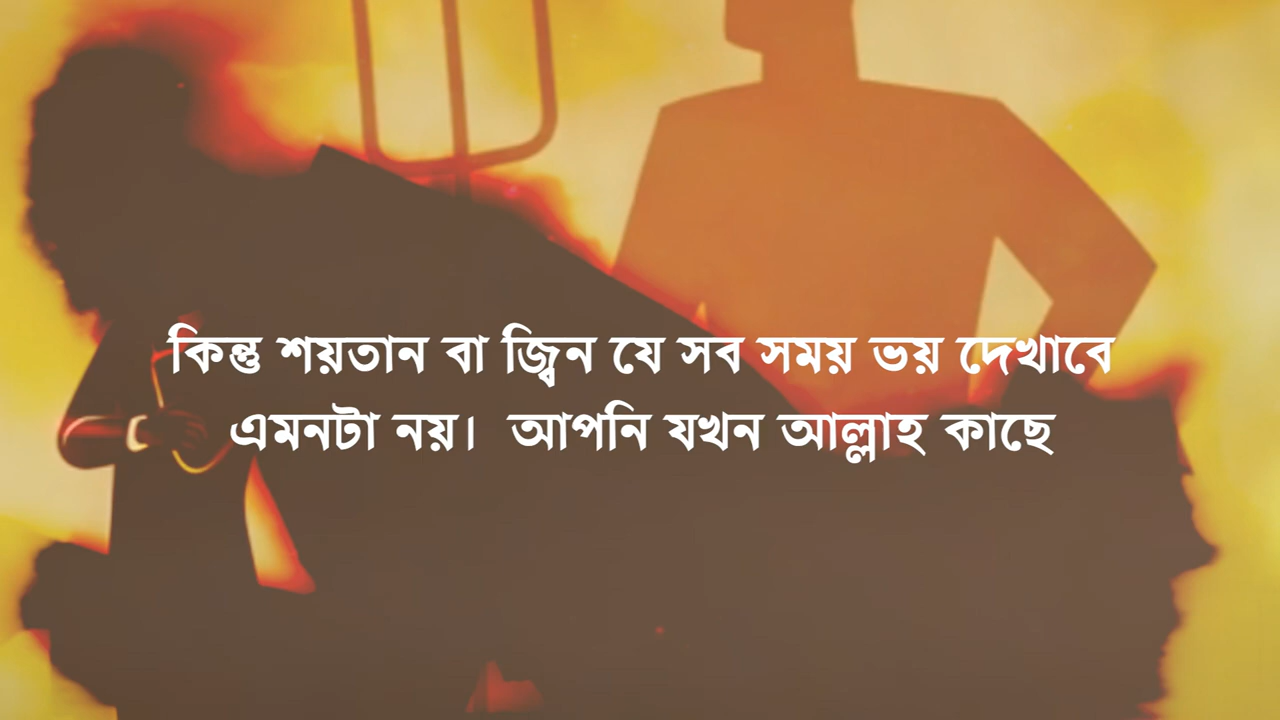 কিন্তু শয়তান বা জ্বিন যে সব সময় ভয় দেখাবে
এমনটা নয়।  আপনি যখন আল্লাহ কাছে